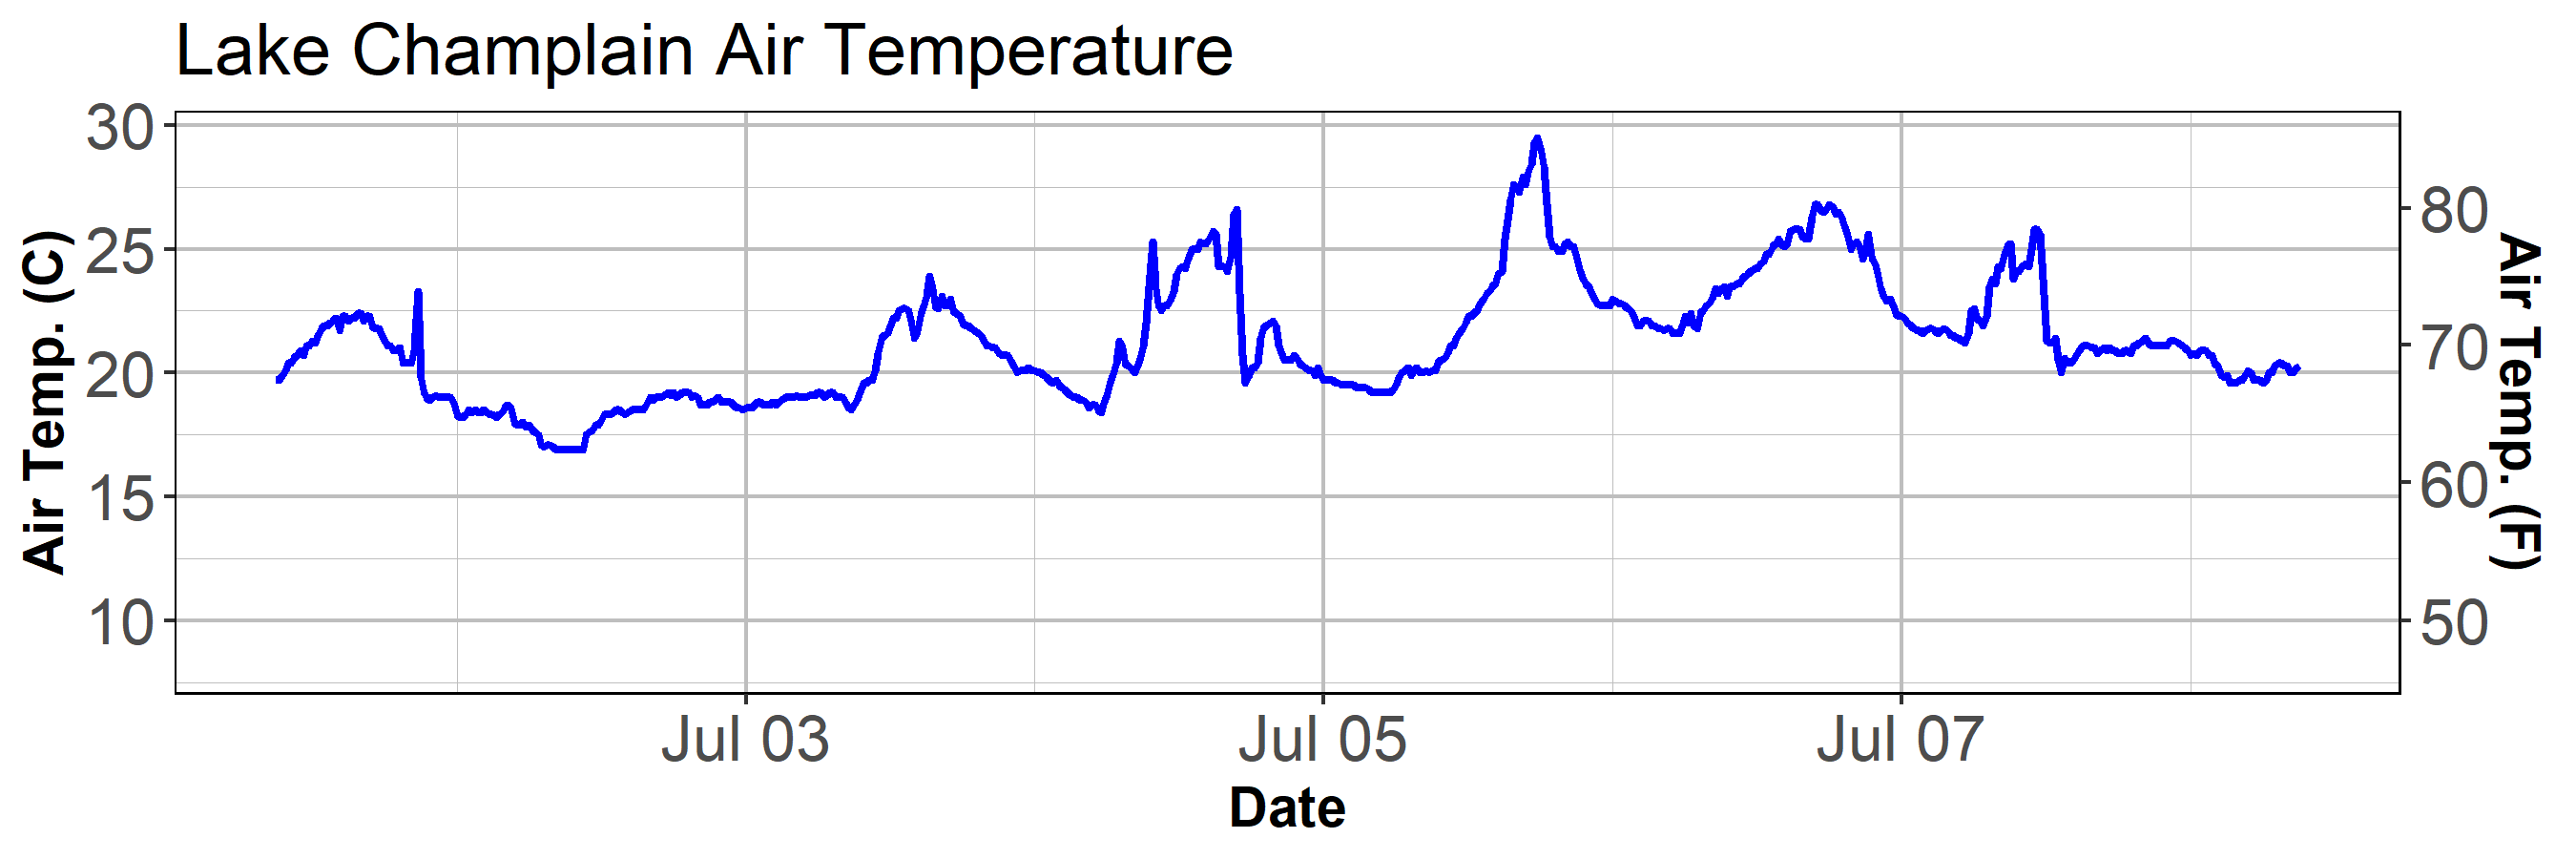 Lake Champlain Air Temperature
30
25
20
15
10
Air Temp. (C)
80
70
60
50
Air Temp. (F)
Jul 03
Jul 05
Jul 07
Date